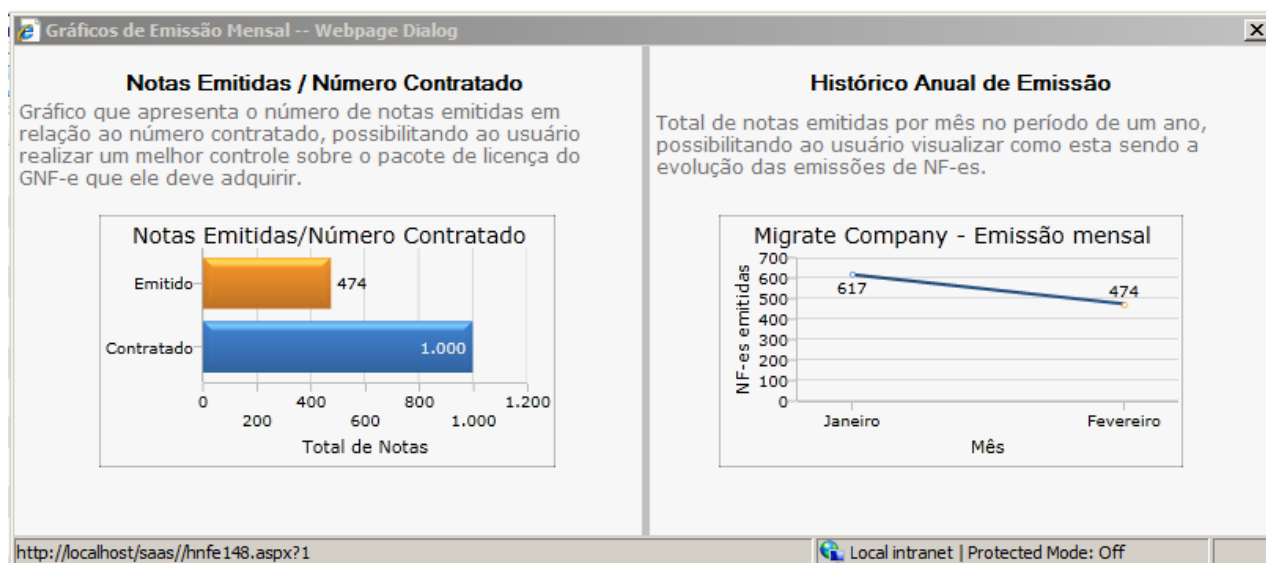 Gráficos de Emissão Mensal -- Webpage Dialog
Notas Emitidas / Número Contratado
Gráfico que apresenta o número de notas emitidas em
relação ao número contratado, possibilitando ao usuário
realizar um melhor controle sobre o pacote de licença do
GNF-e que ele deve adquirir.
Notas Emitidas/Número Contratado
Emitido
474
Contratado
1.000
0
200
400
600
800
1.000
1.200
Total de Notas
Histórico Anual de Emissão
Total de notas emitidas por mês no período de um ano,
possibilitando ao usuário visualizar como esta sendo a
evolução das emissões de NF-es.
Migrate Company - Emissão mensal
NF-es emitidas
700
600
500
400
300
200
100
0
617
474
Janeiro
Fevereiro
Mês
http://localhost/saas//hnfe148.aspx?1
Local intranet | Protected Mode: Off